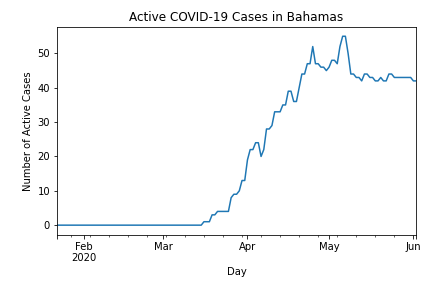 Active COVID-19 Cases in Bahamas
Number of Active Cases
50
40
30
20
10
0
Feb
2020
Mar
Apr
May
Jun
Day